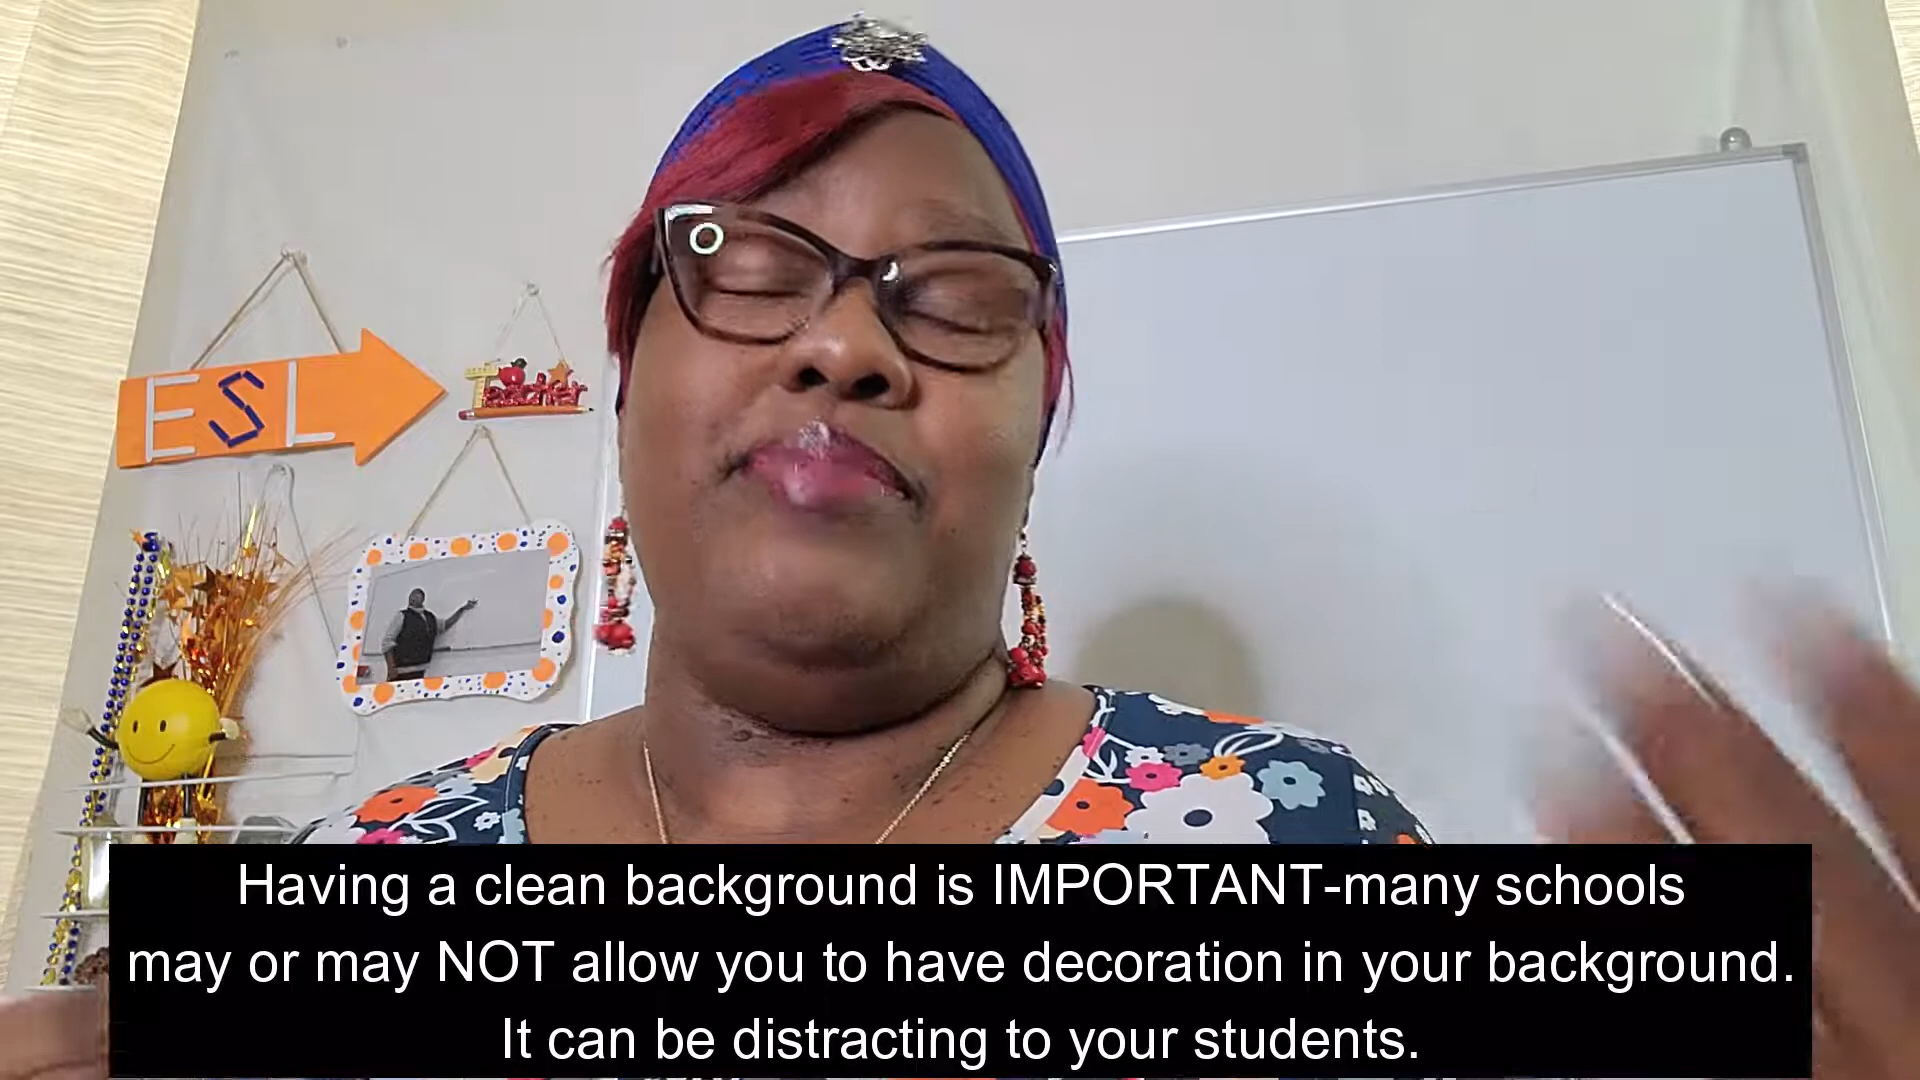 ESL
Teacher
Having a clean background is IMPORTANT-many schools
may or may NOT allow you to have decoration in your background.
It can be distracting to your students.